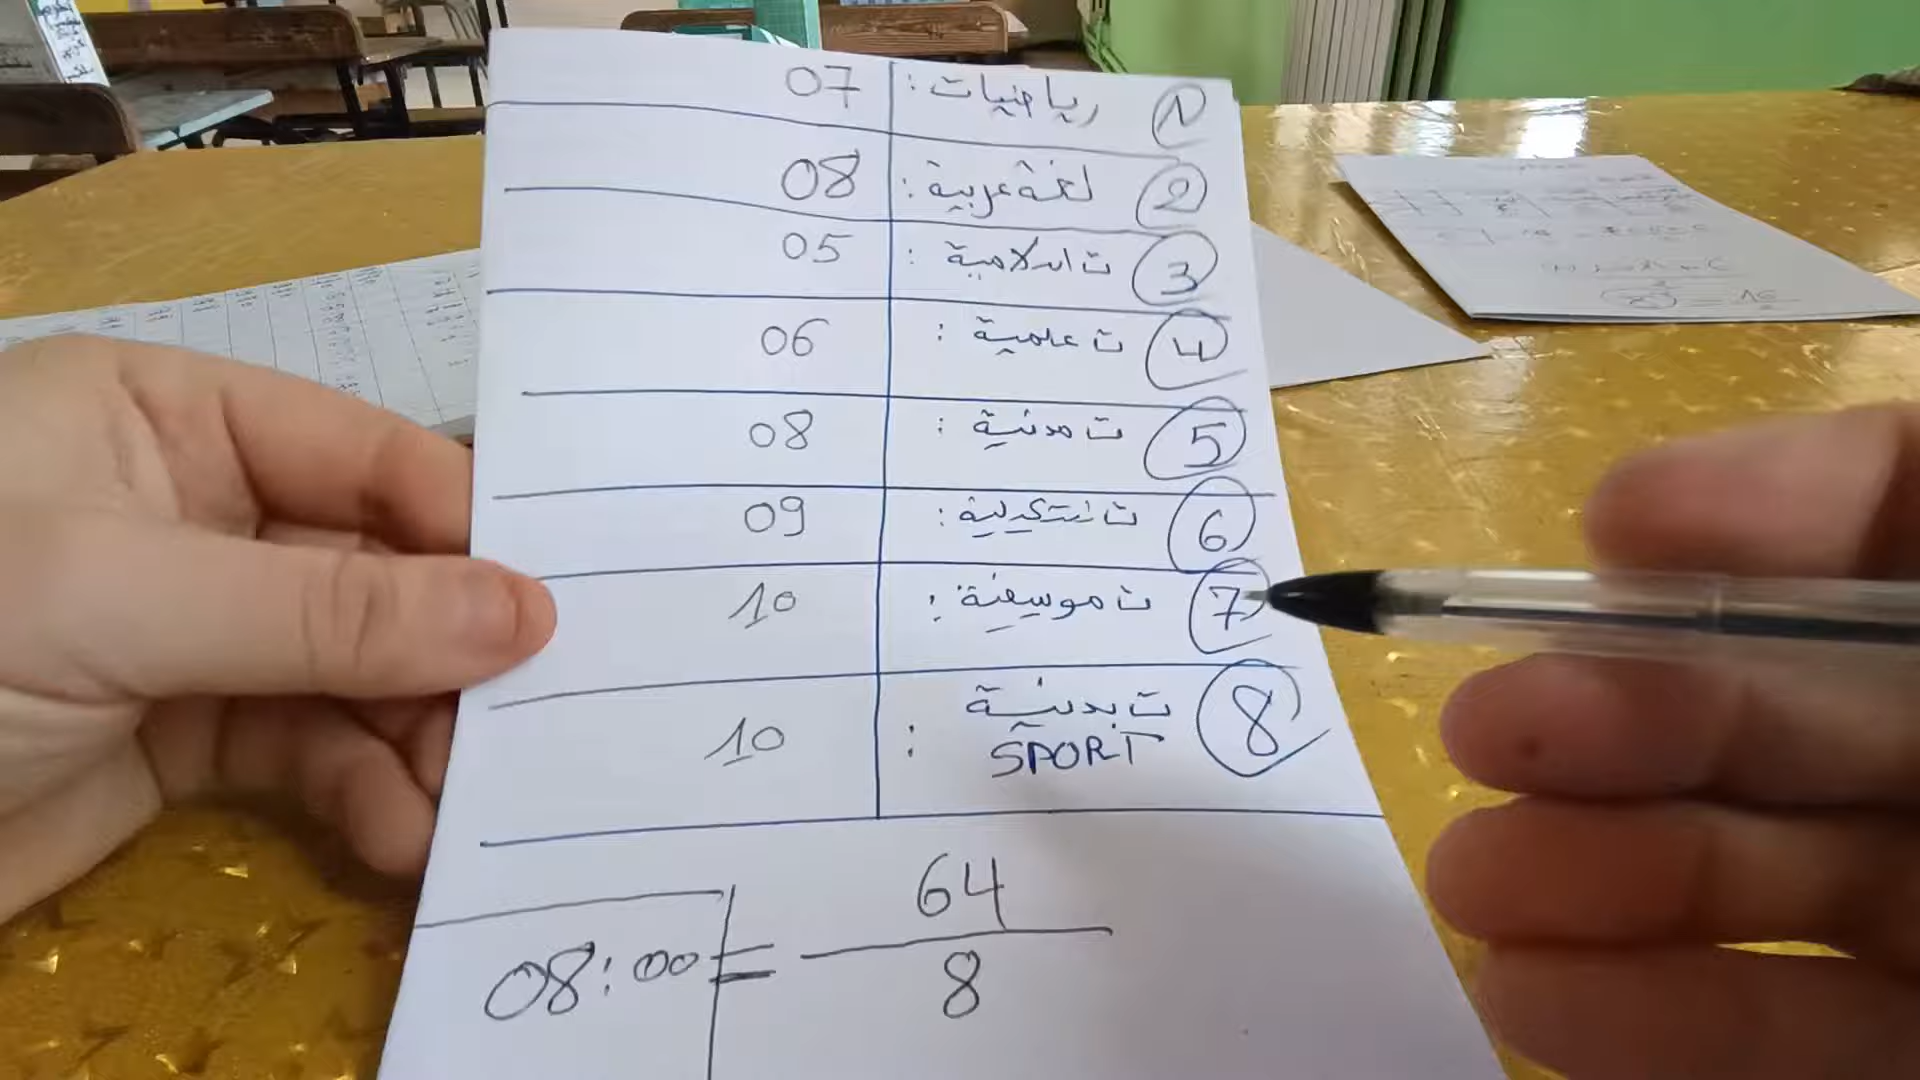 1 رياضيات: 07
2 لغة عربية: 08
3 ت اسلامية: 05
4 ت علمية: 06
5 ت مدنية: 08
6 ت تشكيلية: 09
7 ت موسيقية: 10
8 ت بدنية
SPORT : 10
64
08:00 =
8